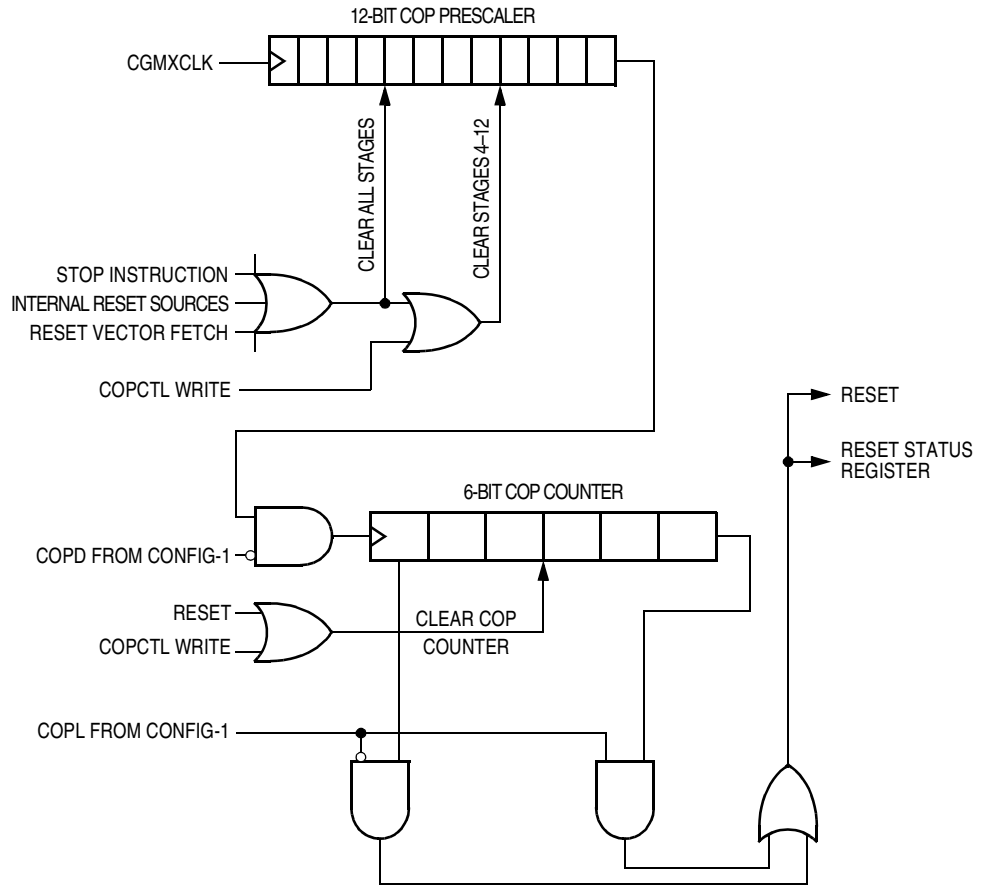 12-BIT COP PRESCALER
CGMXCLK
CLEAR ALL STAGES
CLEAR STAGES 4–12
STOP INSTRUCTION
INTERNAL RESET SOURCES
RESET VECTOR FETCH
COPCTL WRITE
RESET
RESET STATUS
REGISTER
6-BIT COP COUNTER
COPD FROM CONFIG-1
RESET
CLEAR COP
COPCTL WRITE
COUNTER
COPL FROM CONFIG-1